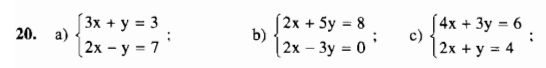 20. a) { 3x + y = 3   b) { 2x + 5y = 8   c) { 4x + 3y = 6
2x − y = 7 ;   2x − 3y = 0 ;   2x + y = 4 ;